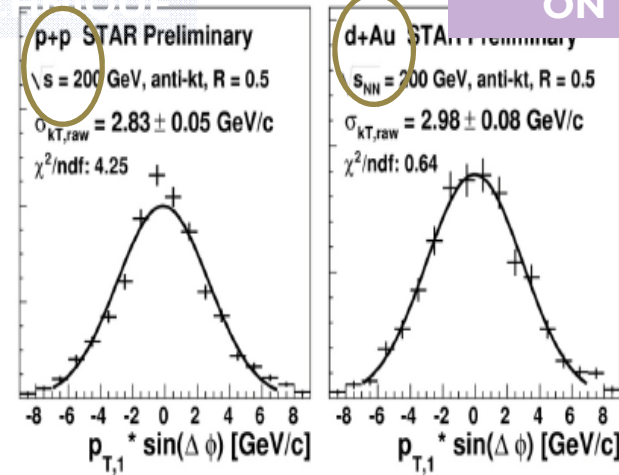 ON
p+p STAR Preliminary
√s = 200 GeV, anti-kt, R = 0.5
σkT,raw = 2.83 ± 0.05 GeV/c
χ²/ndf: 4.25
-8 -6 -4 -2 0 2 4 6 8
pT,1 * sin(Δ ϕ) [GeV/c]
d+Au STAR Preliminary
√sNN = 200 GeV, anti-kt, R = 0.5
σkT,raw = 2.98 ± 0.08 GeV/c
χ²/ndf: 0.64
-8 -6 -4 -2 0 2 4 6 8
pT,1 * sin(Δ ϕ) [GeV/c]